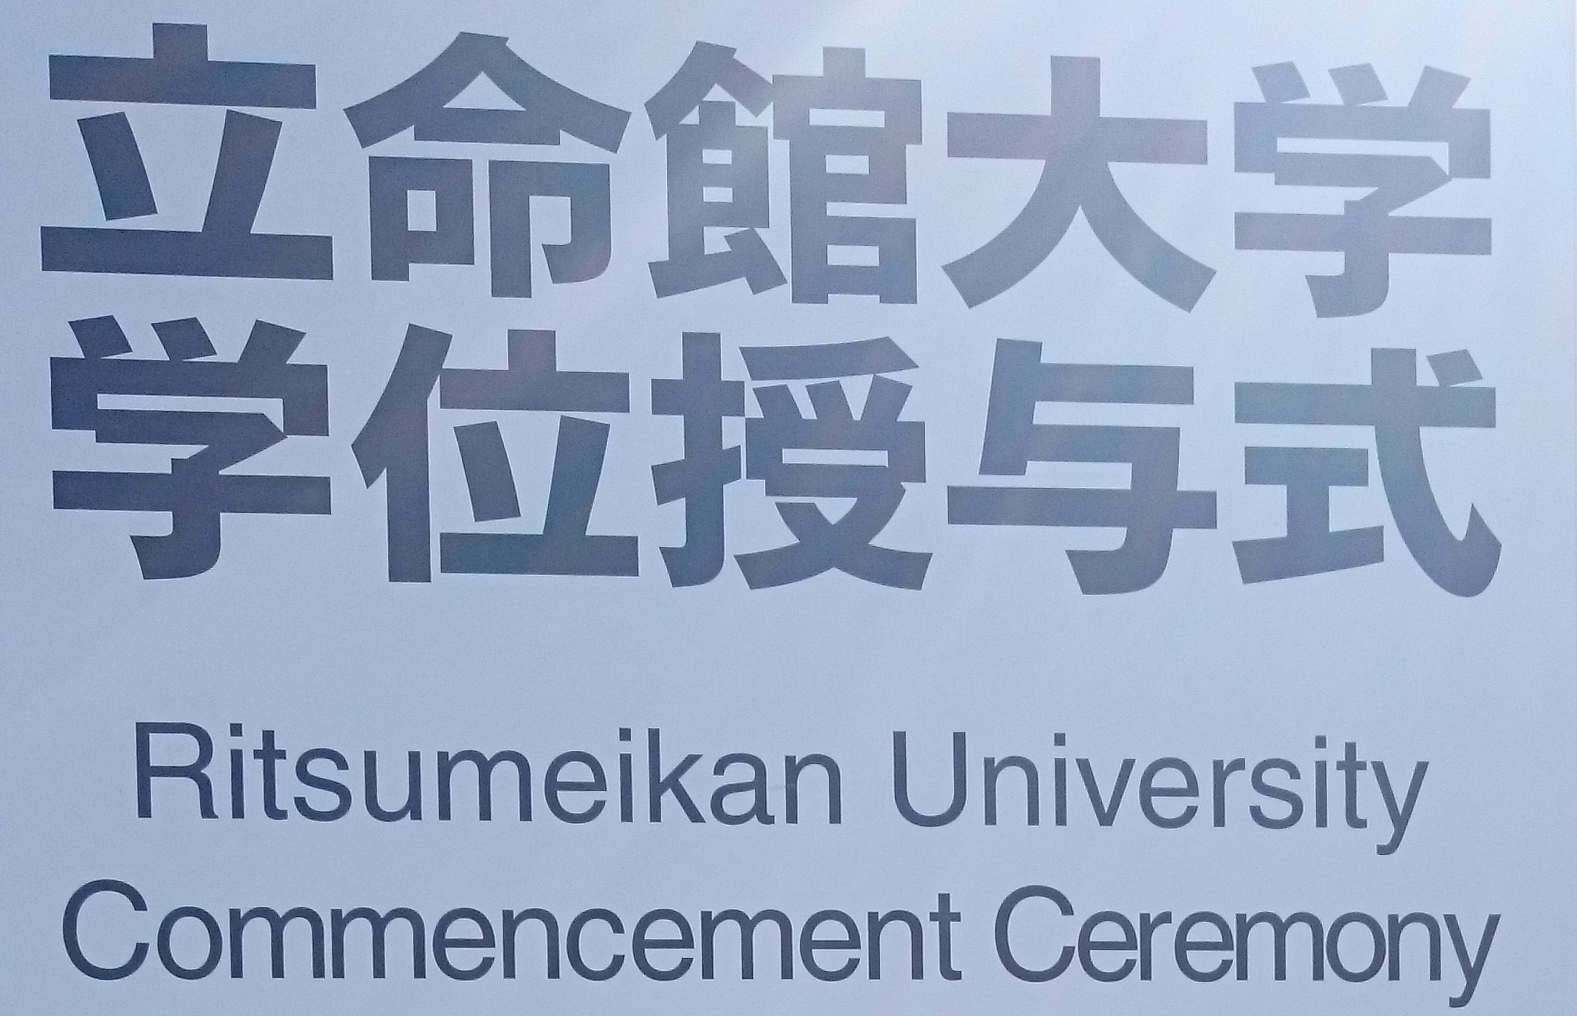 立命館大学
学位授与式
Ritsumeikan University
Commencement Ceremony